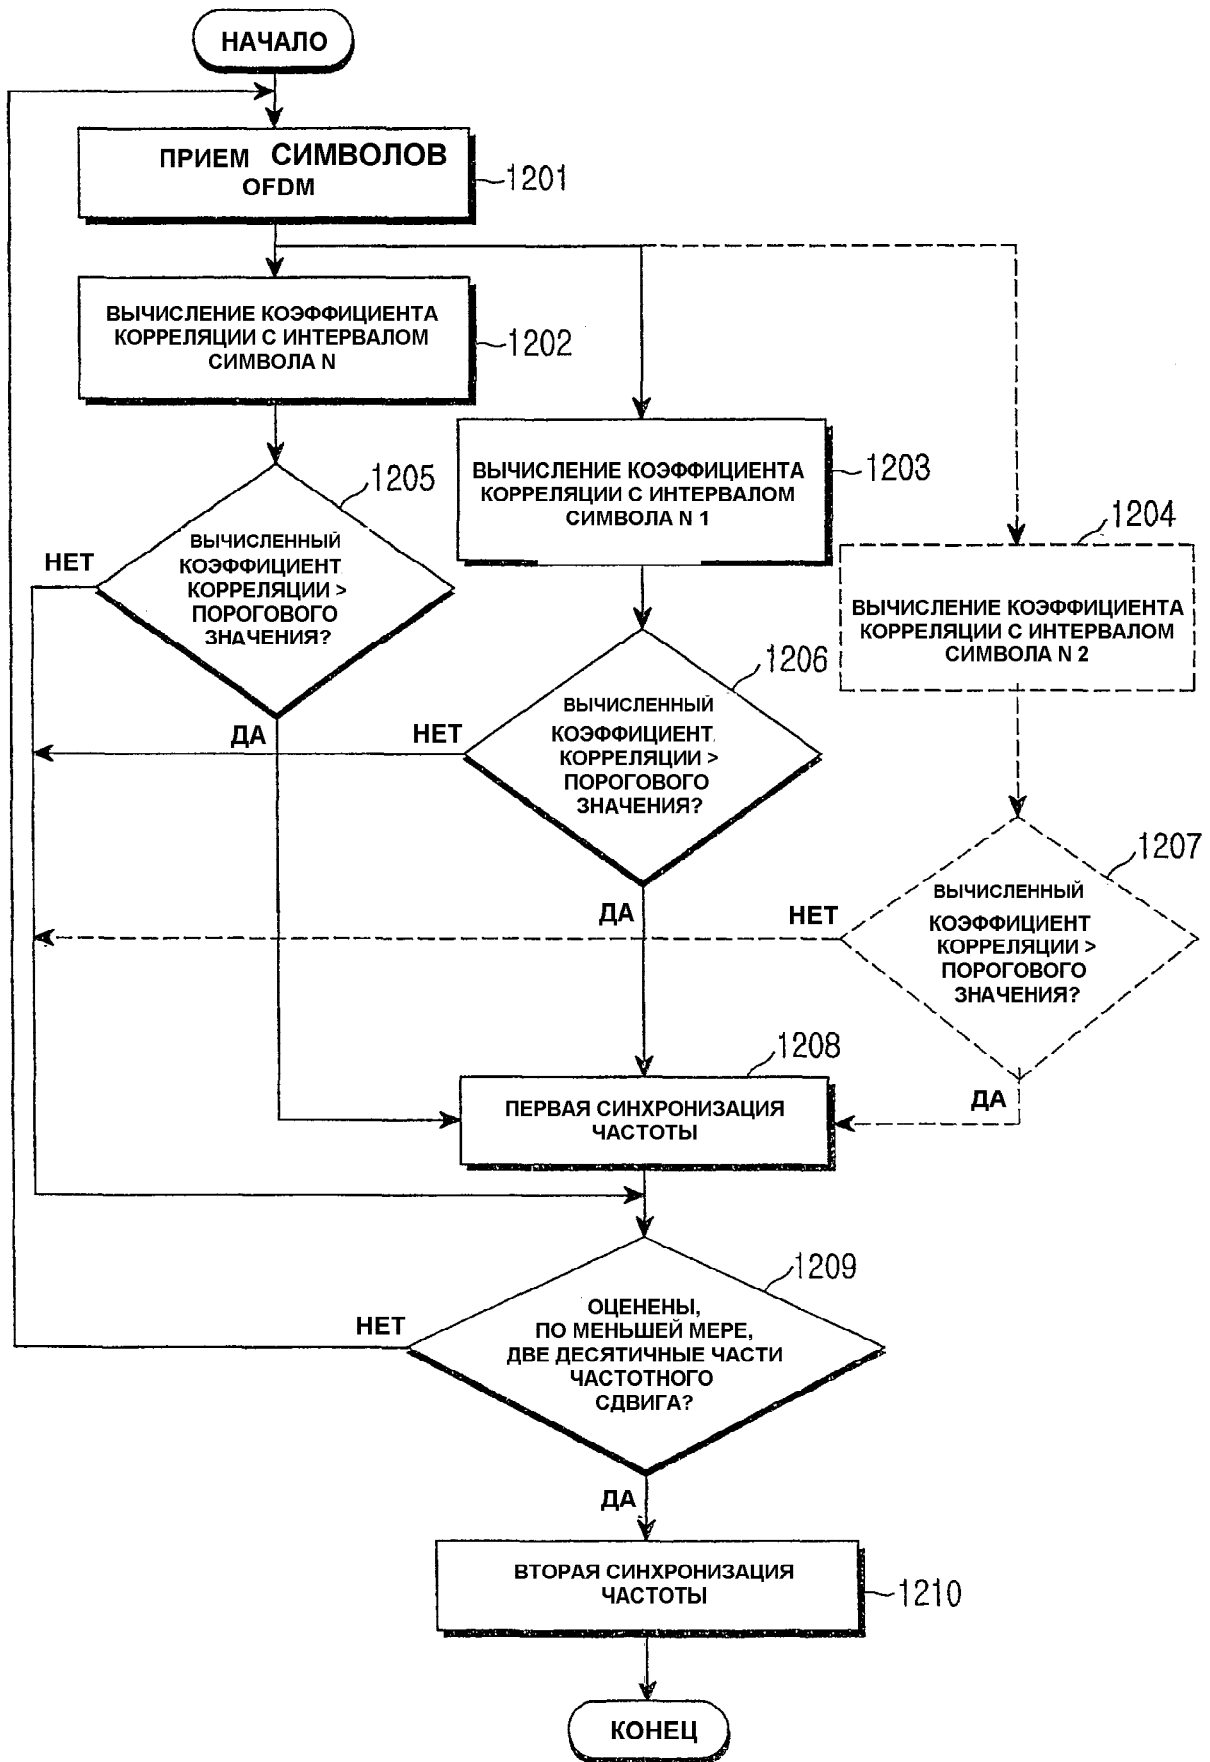 НАЧАЛО
ПРИЕМ СИМВОЛОВ
OFDM
1201
ВЫЧИСЛЕНИЕ КОЭФФИЦИЕНТА
КОРРЕЛЯЦИИ С ИНТЕРВАЛОМ
СИМВОЛА N
1202
ВЫЧИСЛЕНИЕ КОЭФФИЦИЕНТА
КОРРЕЛЯЦИИ С ИНТЕРВАЛОМ
СИМВОЛА N 1
1203
1204
ВЫЧИСЛЕНИЕ КОЭФФИЦИЕНТА
КОРРЕЛЯЦИИ С ИНТЕРВАЛОМ
СИМВОЛА N 2
1205
НЕТ
ВЫЧИСЛЕННЫЙ
КОЭФФИЦИЕНТ
КОРРЕЛЯЦИИ >
ПОРОГОВОГО
ЗНАЧЕНИЯ?
ДА
1206
НЕТ
ВЫЧИСЛЕННЫЙ
КОЭФФИЦИЕНТ
КОРРЕЛЯЦИИ >
ПОРОГОВОГО
ЗНАЧЕНИЯ?
ДА
1207
НЕТ
ВЫЧИСЛЕННЫЙ
КОЭФФИЦИЕНТ
КОРРЕЛЯЦИИ >
ПОРОГОВОГО
ЗНАЧЕНИЯ?
ДА
1208
ПЕРВАЯ СИНХРОНИЗАЦИЯ
ЧАСТОТЫ
1209
НЕТ
ОЦЕНЕНЫ,
ПО МЕНЬШЕЙ МЕРЕ,
ДВЕ ДЕСЯТИЧНЫЕ ЧАСТИ
ЧАСТОТНОГО
СДВИГА?
ДА
ВТОРАЯ СИНХРОНИЗАЦИЯ
ЧАСТОТЫ
1210
КОНЕЦ